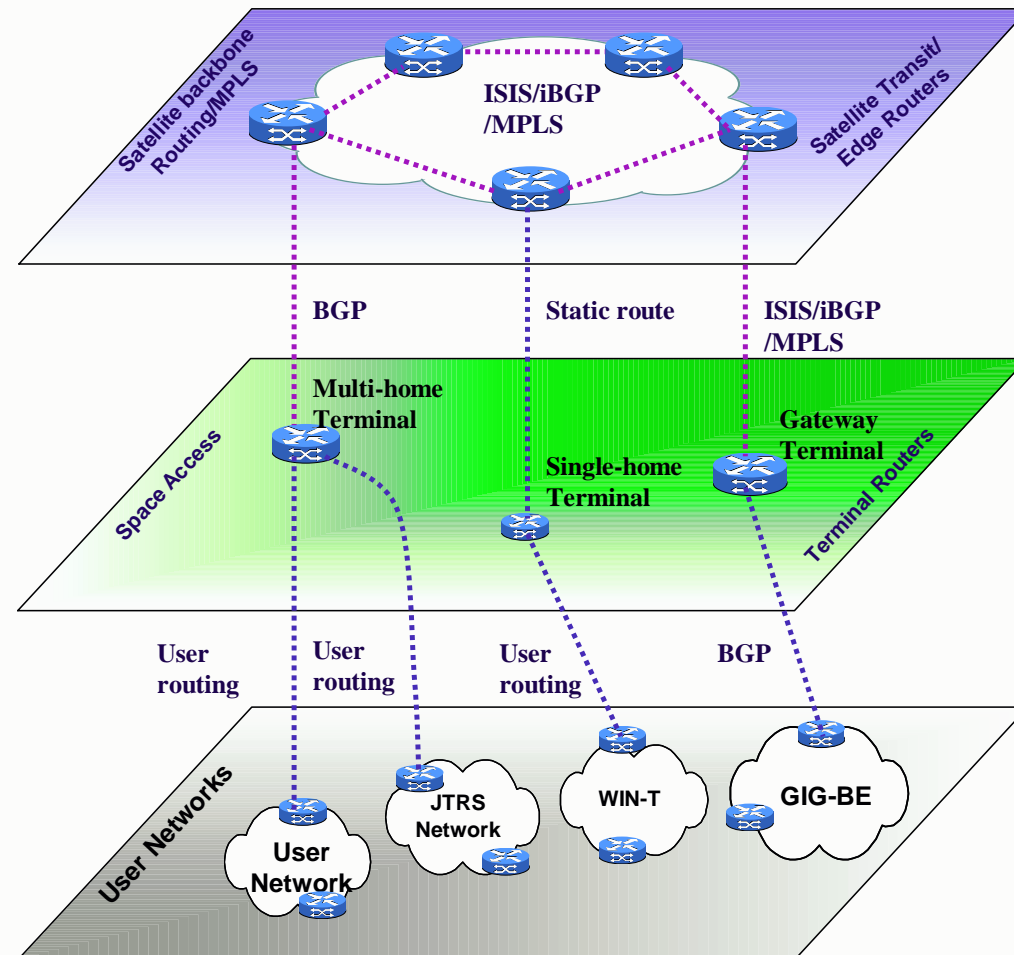 Satellite backbone
Routing/MPLS
ISIS/iBGP
/MPLS
Satellite Transit/
Edge Routers
BGP
Static route
ISIS/iBGP
/MPLS
Multi-home
Terminal
Single-home
Terminal
Gateway
Terminal
Space Access
Terminal Routers
User
routing
User
routing
User
routing
BGP
User Networks
User
Network
JTRS
Network
WIN-T
GIG-BE